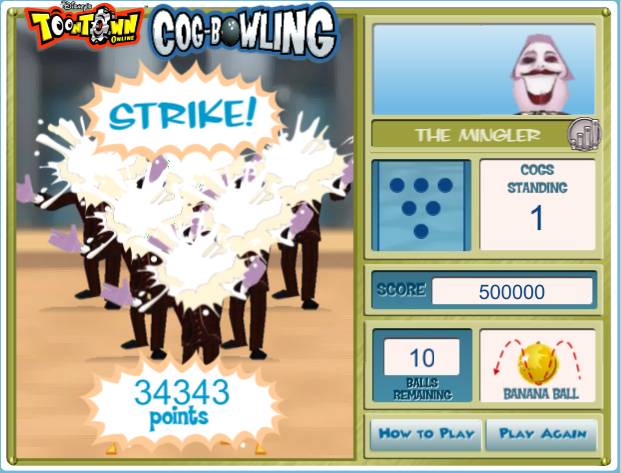 Disney's
TOONTOWN
ONLINE
COG-BOWLING
STRIKE!
34343
points
THE MINGLER
COGS
STANDING
1
SCORE 500000
10
BALLS
REMAINING
BANANA BALL
HOW TO PLAY
PLAY AGAIN